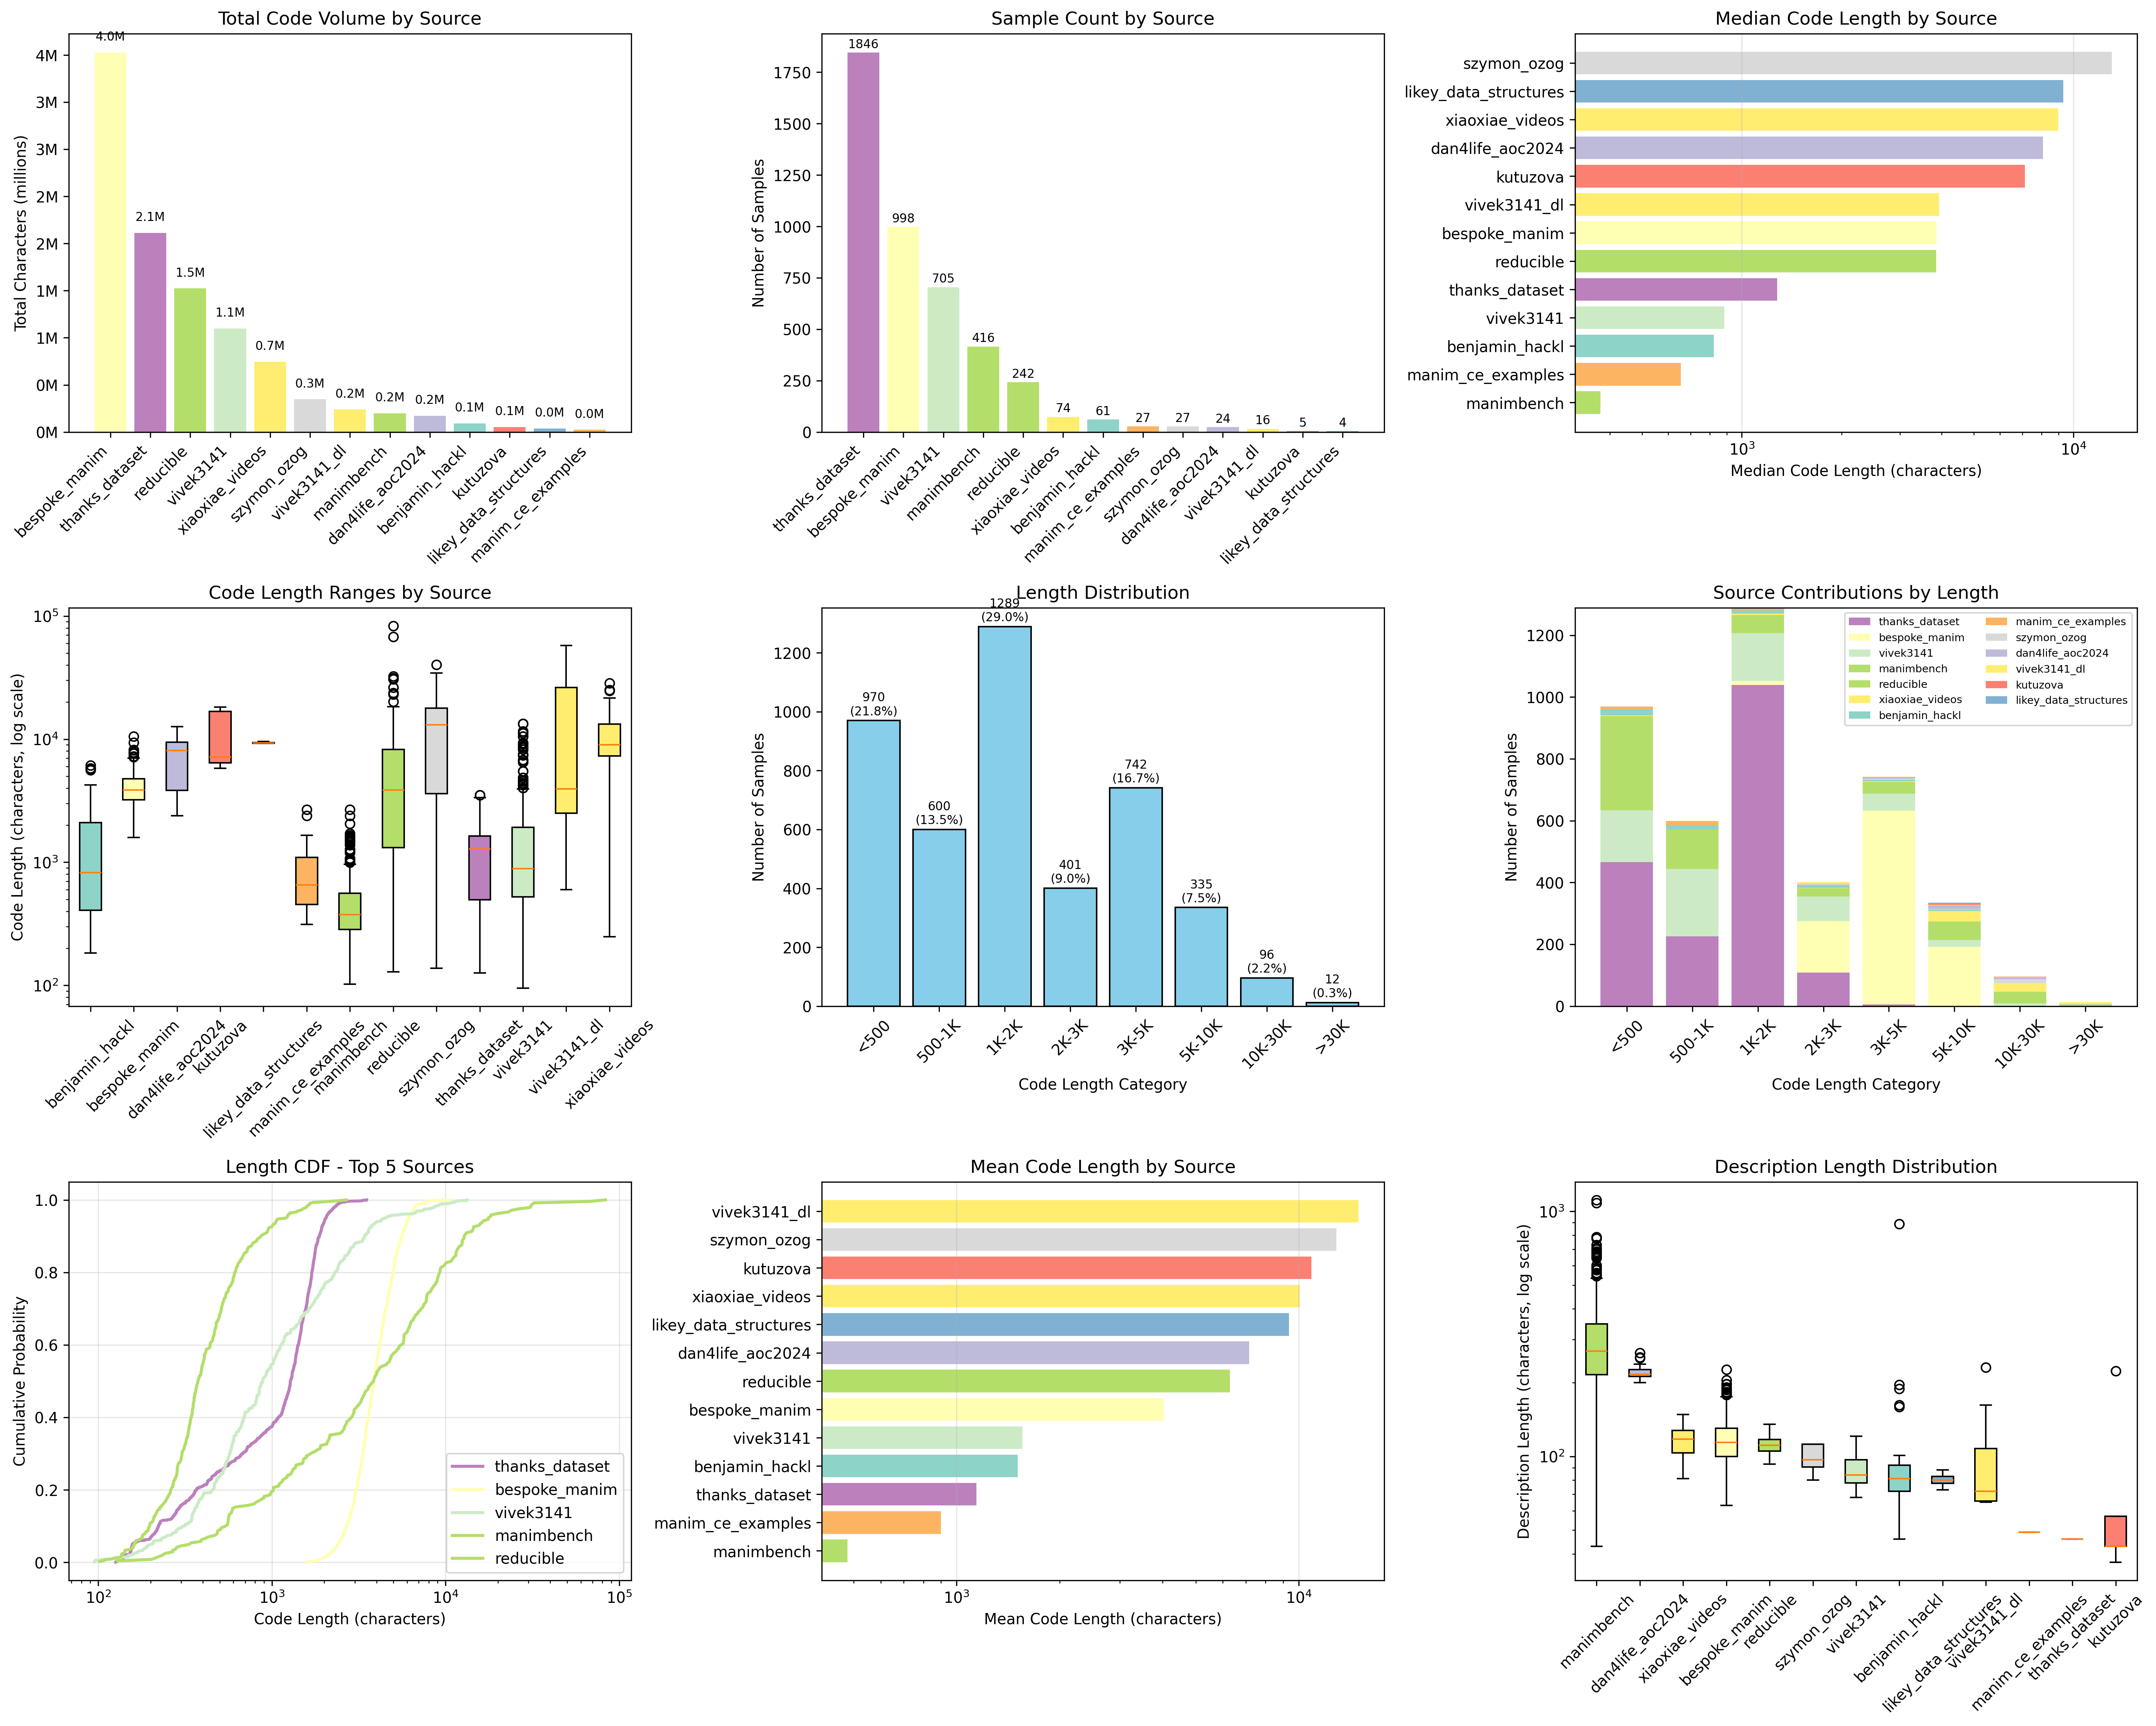 Total Code Volume by Source
Total Characters (millions)
4M
3M
3M
2M
2M
1M
1M
0M
0M
4.0M
2.1M
1.5M
1.1M
0.7M
0.3M
0.2M
0.2M
0.2M
0.1M
0.1M
0.0M
0.0M
bespoke_manim
thanks_dataset
reducible
vivek3141
xiaoxiae_videos
szymon_ozog
vivek3141_dl
manimbench
dan4life_aoc2024
benjamin_hackl
kutuzova
likey_data_structures
manim_ce_examples
Sample Count by Source
Number of Samples
1750
1500
1250
1000
750
500
250
0
1846
998
705
416
242
74
61
27
27
24
16
5
4
thanks_dataset
bespoke_manim
vivek3141
manimbench
reducible
xiaoxiae_videos
benjamin_hackl
manim_ce_examples
szymon_ozog
dan4life_aoc2024
vivek3141_dl
kutuzova
likey_data_structures
Median Code Length by Source
szymon_ozog
likey_data_structures
xiaoxiae_videos
dan4life_aoc2024
kutuzova
vivek3141_dl
bespoke_manim
reducible
thanks_dataset
vivek3141
benjamin_hackl
manim_ce_examples
manimbench
10³ 10⁴
Median Code Length (characters)
Code Length Ranges by Source
Code Length (characters, log scale)
10⁵
10⁴
10³
10²
benjamin_hackl
bespoke_manim
dan4life_aoc2024
kutuzova
likey_data_structures
manim_ce_examples
manimbench
reducible
szymon_ozog
thanks_dataset
vivek3141
vivek3141_dl
xiaoxiae_videos
Length Distribution
Number of Samples
1200
1000
800
600
400
200
0
970
(21.8%)
600
(13.5%)
1289
(29.0%)
401
(9.0%)
742
(16.7%)
335
(7.5%)
96
(2.2%)
12
(0.3%)
<500
500-1K
1K-2K
2K-3K
3K-5K
5K-10K
10K-30K
>30K
Code Length Category
Source Contributions by Length
Number of Samples
1200
1000
800
600
400
200
0
thanks_dataset
bespoke_manim
vivek3141
manimbench
reducible
xiaoxiae_videos
benjamin_hackl
manim_ce_examples
szymon_ozog
dan4life_aoc2024
vivek3141_dl
kutuzova
likey_data_structures
<500
500-1K
1K-2K
2K-3K
3K-5K
5K-10K
10K-30K
>30K
Code Length Category
Length CDF - Top 5 Sources
Cumulative Probability
1.0
0.8
0.6
0.4
0.2
0.0
thanks_dataset
bespoke_manim
vivek3141
manimbench
reducible
10² 10³ 10⁴ 10⁵
Code Length (characters)
Mean Code Length by Source
vivek3141_dl
szymon_ozog
kutuzova
xiaoxiae_videos
likey_data_structures
dan4life_aoc2024
reducible
bespoke_manim
vivek3141
benjamin_hackl
thanks_dataset
manim_ce_examples
manimbench
10³ 10⁴
Mean Code Length (characters)
Description Length Distribution
Description Length (characters, log scale)
10³
10²
manimbench
dan4life_aoc2024
xiaoxiae_videos
bespoke_manim
reducible
szymon_ozog
vivek3141
benjamin_hackl
likey_data_structures
vivek3141_dl
manim_ce_examples
thanks_dataset
kutuzova